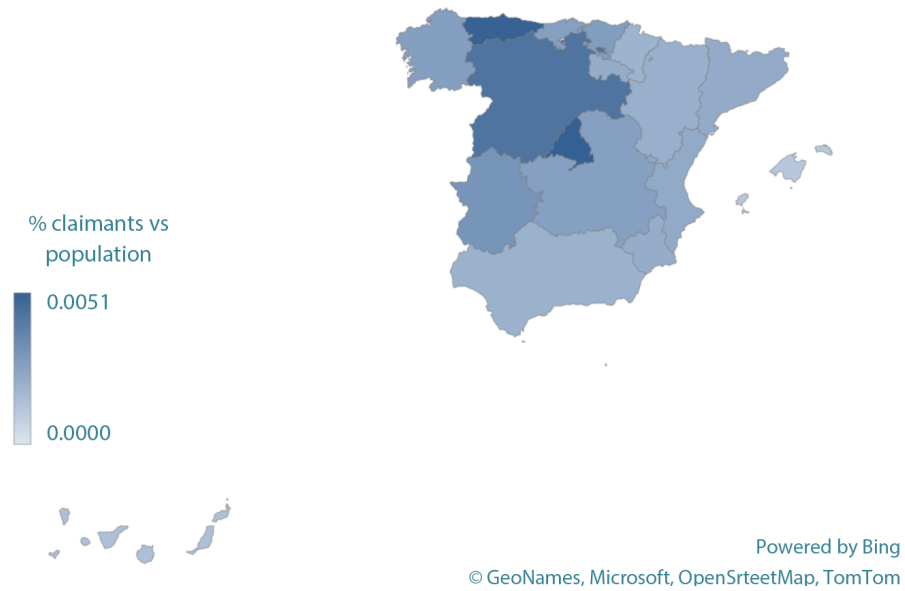 % claimants vs
population
0.0051
0.0000
Powered by Bing
© GeoNames, Microsoft, OpenSrteetMap, TomTom